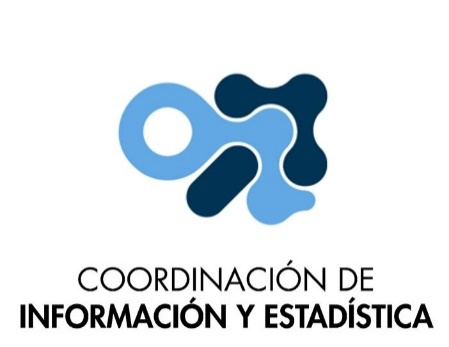 COORDINACIÓN DE
INFORMACIÓN Y ESTADÍSTICA